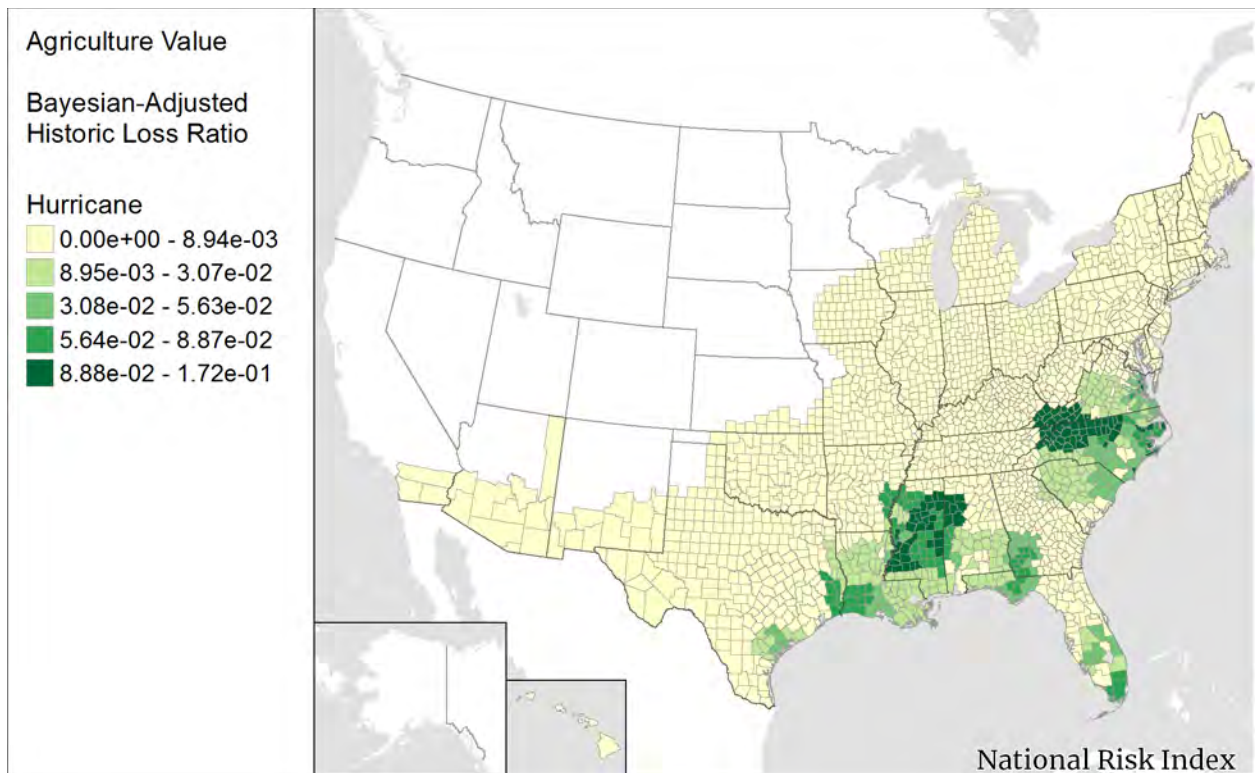 Agriculture Value
Bayesian-Adjusted
Historic Loss Ratio
Hurricane
0.00e+00 - 8.94e-03
8.95e-03 - 3.07e-02
3.08e-02 - 5.63e-02
5.64e-02 - 8.87e-02
8.88e-02 - 1.72e-01
National Risk Index